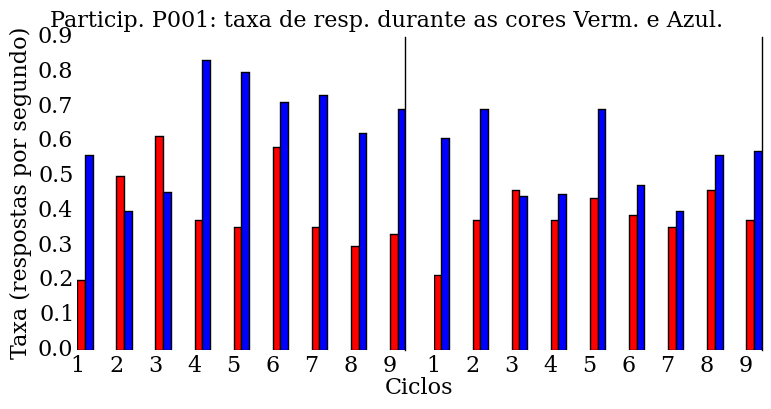 Particip. P001: taxa de resp. durante as cores Verm. e Azul.
Taxa (respostas por segundo)
0.9
0.8
0.7
0.6
0.5
0.4
0.3
0.2
0.1
0.0
1 2 3 4 5 6 7 8 9 1 2 3 4 5 6 7 8 9
Ciclos